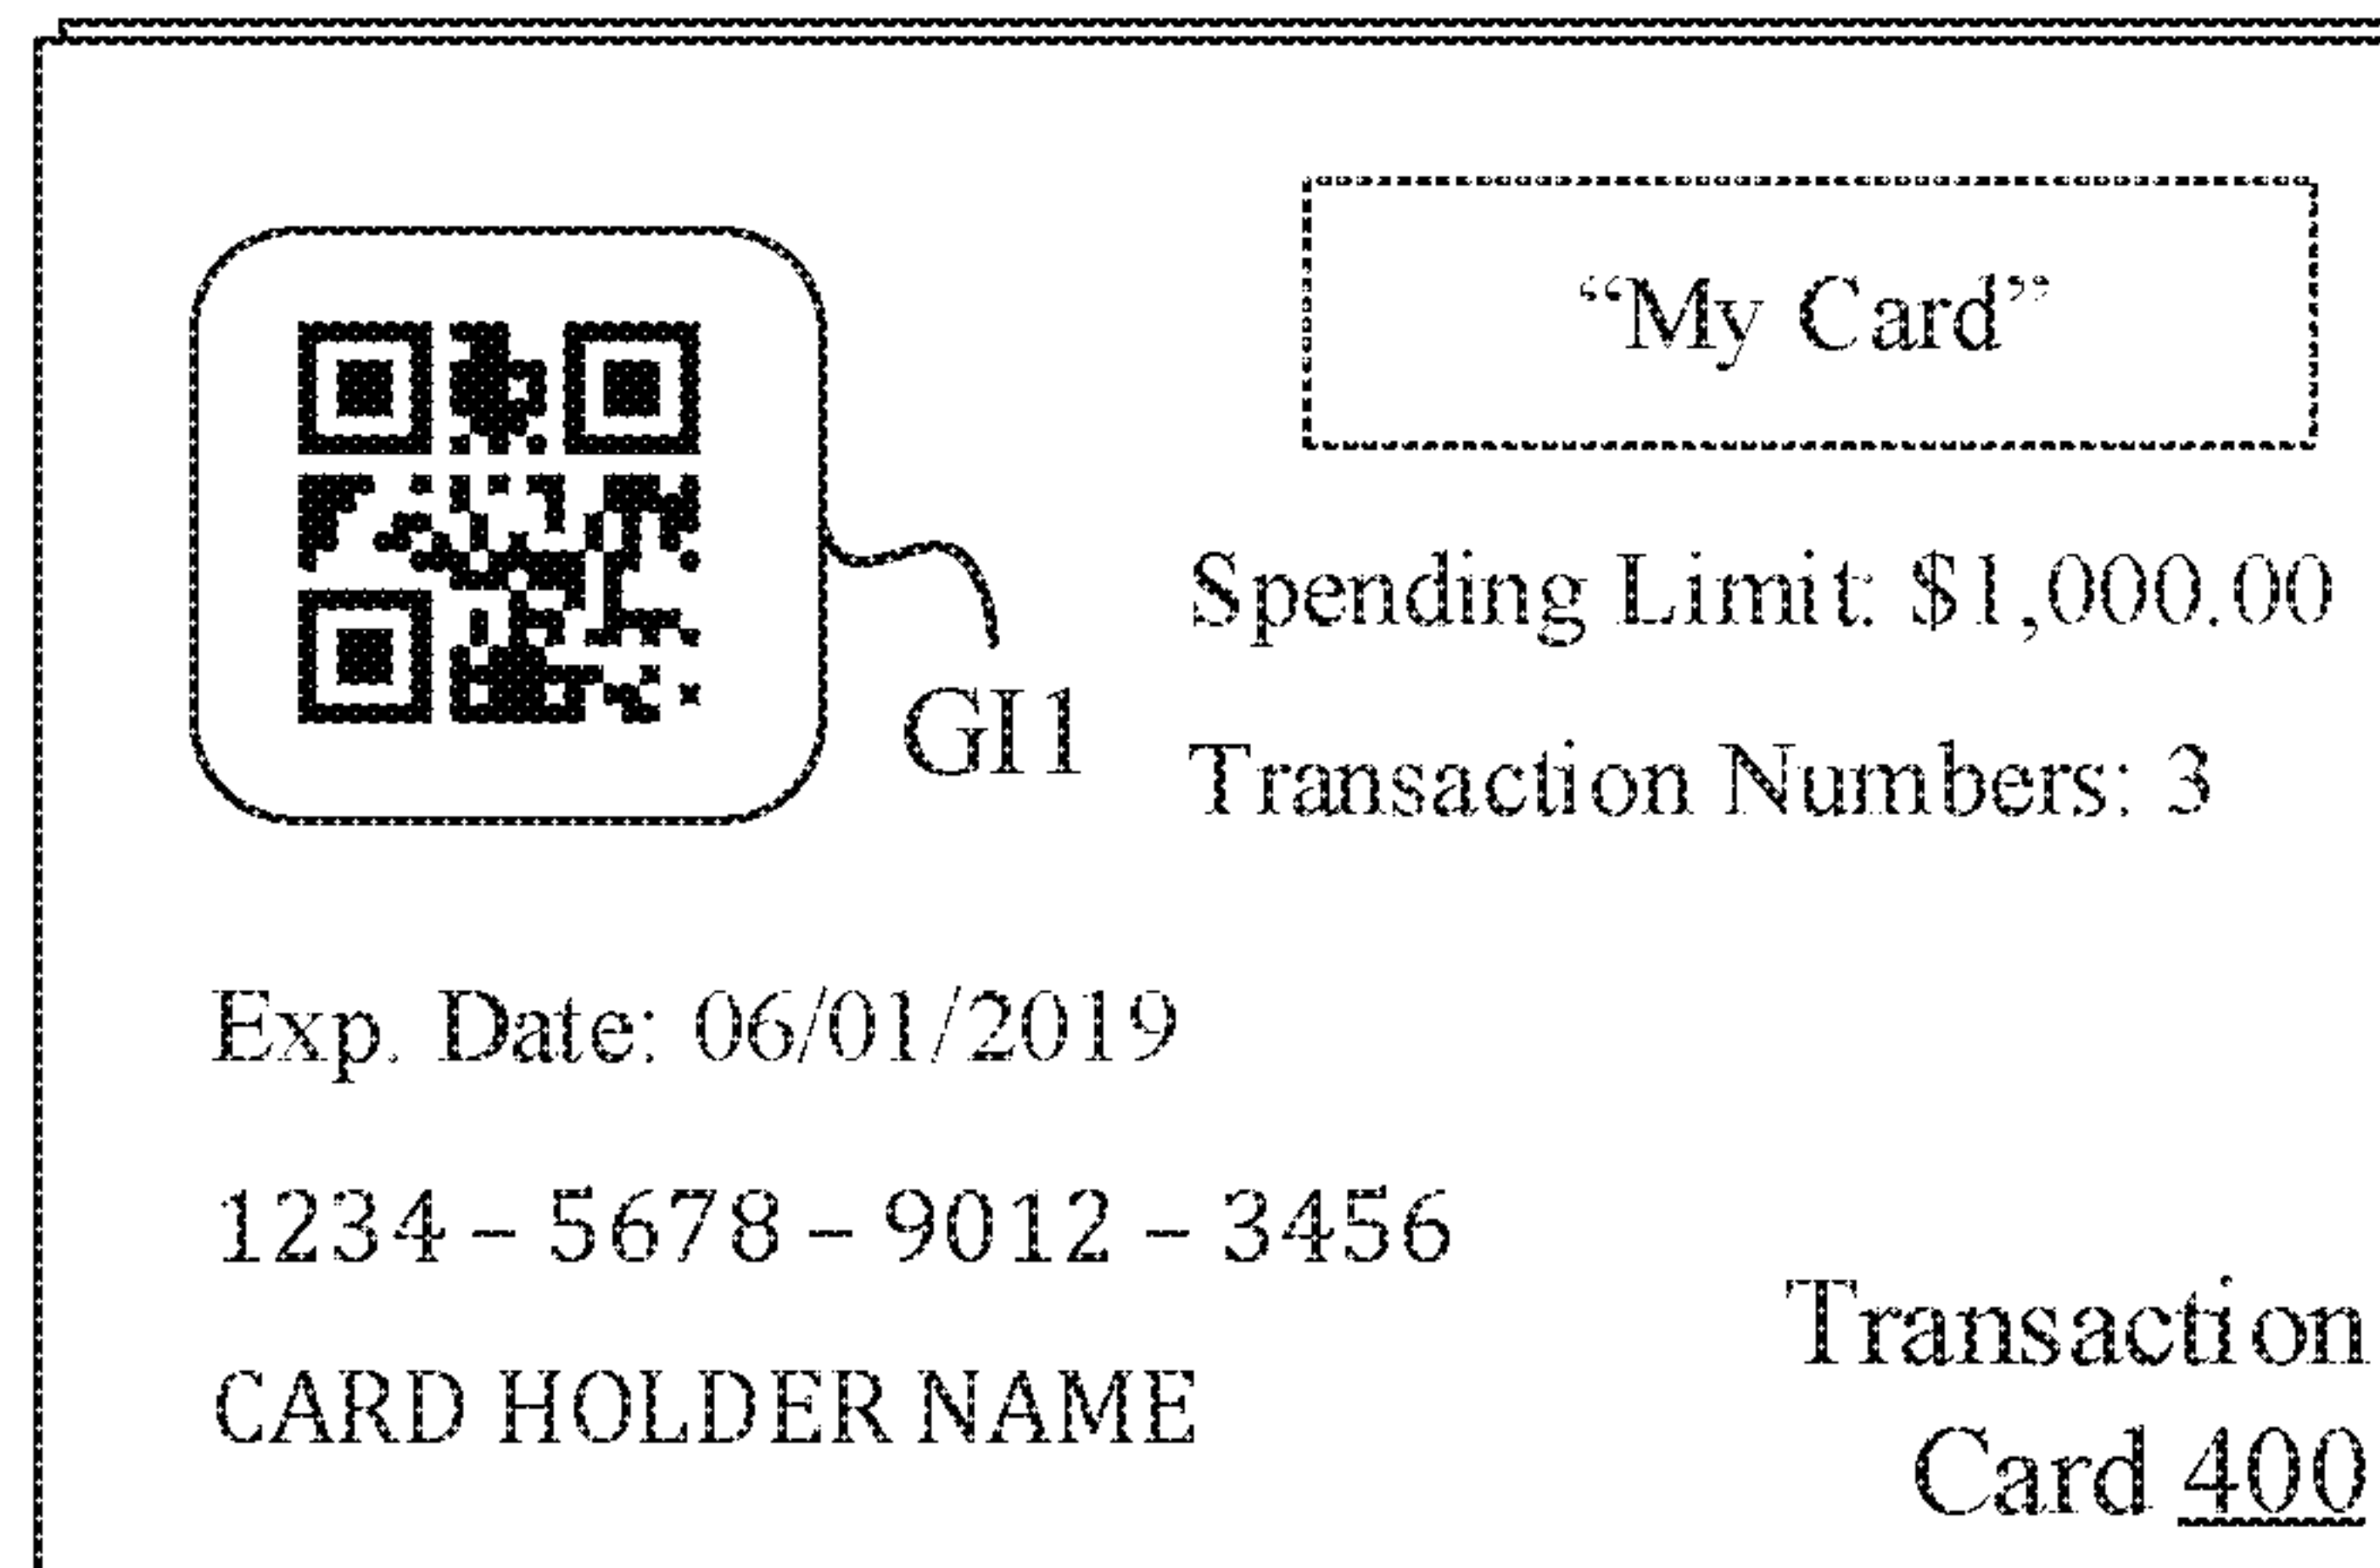 “My Card”
Spending Limit: $1,000.00
GI1
Transaction Numbers: 3
Exp. Date: 06/01/2019
1234 – 5678 – 9012 – 3456
CARD HOLDER NAME
Transaction
Card 400